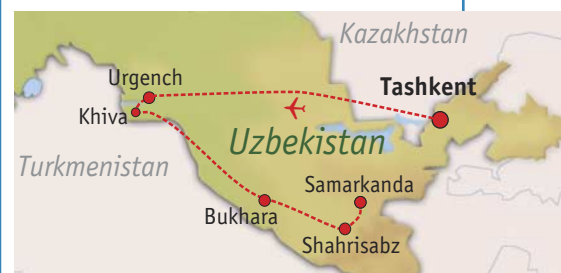 Kazakhstan
Urgench
Tashkent
Khiva
Uzbekistan
Turkmenistan
Samarkanda
Bukhara
Shahrisabz